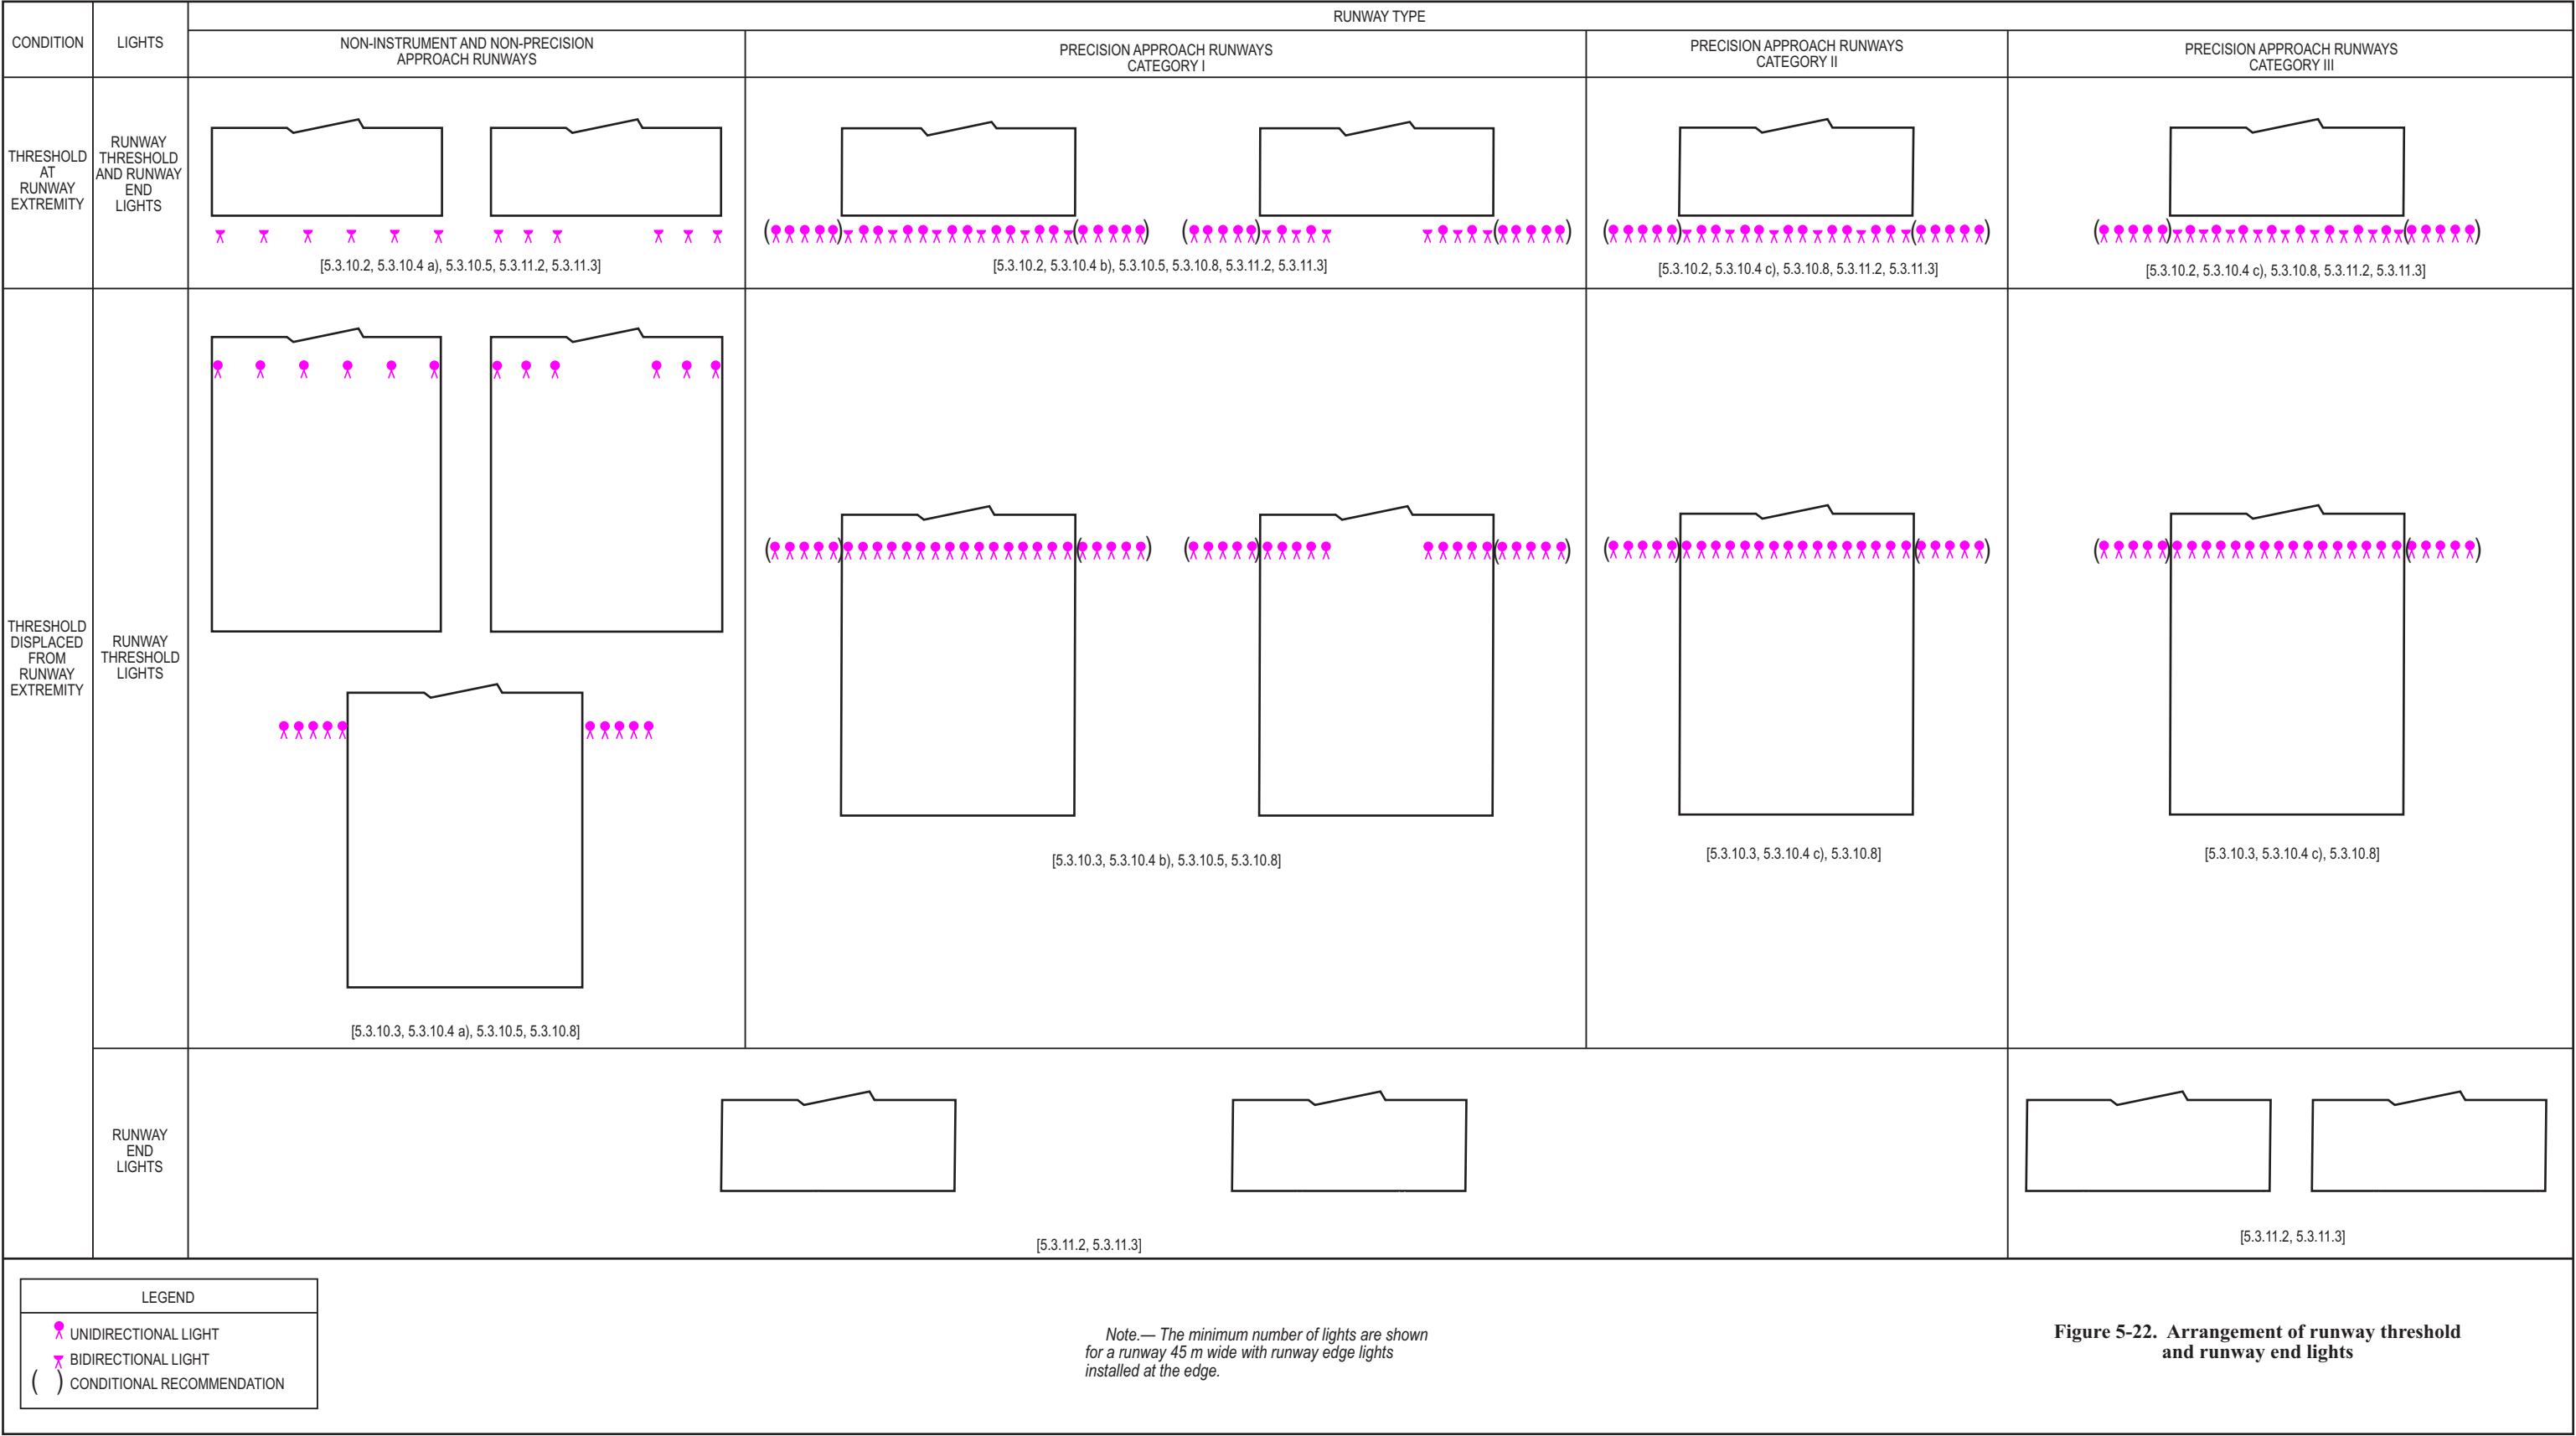 RUNWAY TYPE
CONDITION
LIGHTS
NON-INSTRUMENT AND NON-PRECISION
APPROACH RUNWAYS
PRECISION APPROACH RUNWAYS
CATEGORY I
PRECISION APPROACH RUNWAYS
CATEGORY II
PRECISION APPROACH RUNWAYS
CATEGORY III
THRESHOLD
AT
RUNWAY
EXTREMITY
RUNWAY
THRESHOLD
AND RUNWAY
END
LIGHTS
[5.3.10.2, 5.3.10.4 a), 5.3.10.5, 5.3.11.2, 5.3.11.3]
[5.3.10.2, 5.3.10.4 b), 5.3.10.5, 5.3.10.8, 5.3.11.2, 5.3.11.3]
[5.3.10.2, 5.3.10.4 c), 5.3.10.8, 5.3.11.2, 5.3.11.3]
[5.3.10.2, 5.3.10.4 c), 5.3.10.8, 5.3.11.2, 5.3.11.3]
THRESHOLD
DISPLACED
FROM
RUNWAY
EXTREMITY
RUNWAY
THRESHOLD
LIGHTS
[5.3.10.3, 5.3.10.4 a), 5.3.10.5, 5.3.10.8]
[5.3.10.3, 5.3.10.4 b), 5.3.10.5, 5.3.10.8]
[5.3.10.3, 5.3.10.4 c), 5.3.10.8]
[5.3.10.3, 5.3.10.4 c), 5.3.10.8]
RUNWAY
END
LIGHTS
[5.3.11.2, 5.3.11.3]
[5.3.11.2, 5.3.11.3]
LEGEND
UNIDIRECTIONAL LIGHT
BIDIRECTIONAL LIGHT
( ) CONDITIONAL RECOMMENDATION
Note.— The minimum number of lights are shown
for a runway 45 m wide with runway edge lights
installed at the edge.
Figure 5-22. Arrangement of runway threshold
and runway end lights